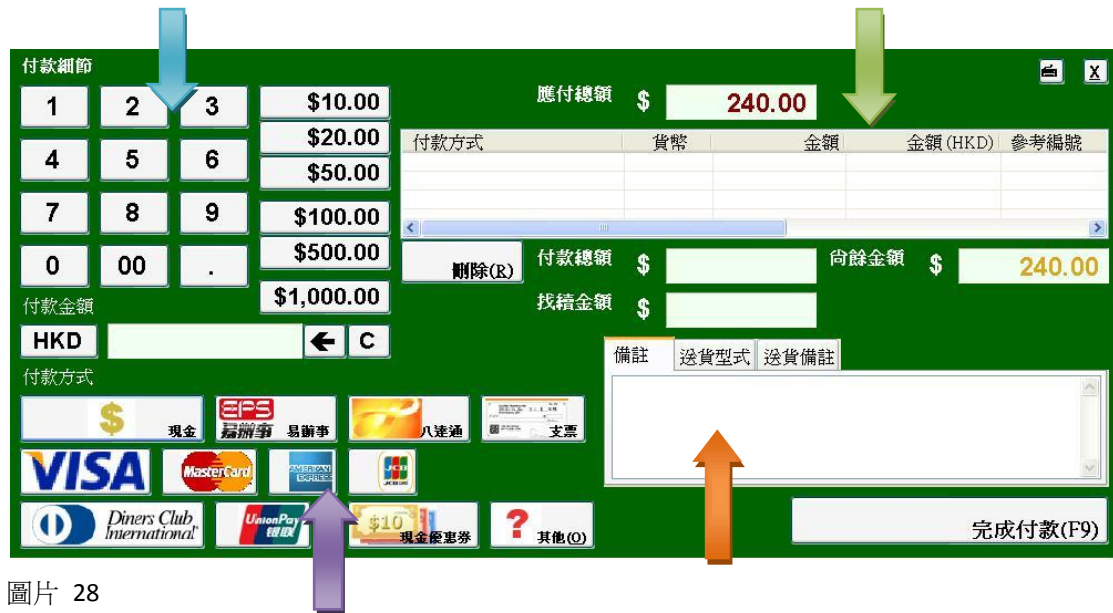 付款細節
X
1 2 3 $10.00
應付總額 $ 240.00
4 5 6 $20.00
$50.00
付款方式 貨幣 金額 金額(HKD) 參考編號
7 8 9 $100.00
0 00 . $500.00
刪除(R) 付款總額 $ 尚餘金額 $ 240.00
付款金額 $1,000.00
找續金額 $
HKD C
備註 送貨型式 送貨備註
付款方式
$ 現金 EPS 易辦事 易辦事 八達通 支票
VISA MasterCard AMERICAN EXPRESS JCB
Diners Club International UnionPay 银联 $10 現金優惠券 ? 其他(O)
完成付款(F9)
圖片 28